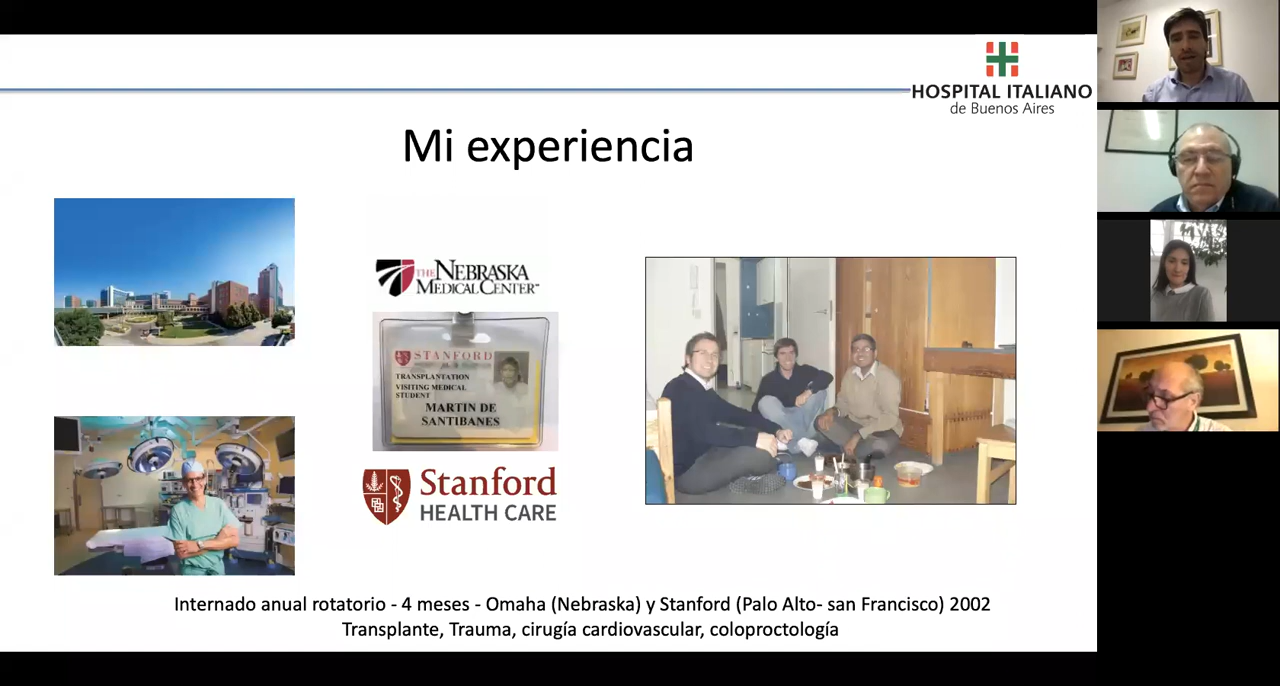 HOSPITAL ITALIANO
de Buenos Aires
Mi experiencia
THE NEBRASKA
MEDICAL CENTER
STANFORD
TRANSPLANTATION
VISITING MEDICAL
STUDENT
MARTIN DE
SANTIBANES
Stanford
HEALTH CARE
Internado anual rotatorio - 4 meses - Omaha (Nebraska) y Stanford (Palo Alto- san Francisco) 2002
Transplante, Trauma, cirugía cardiovascular, coloproctología